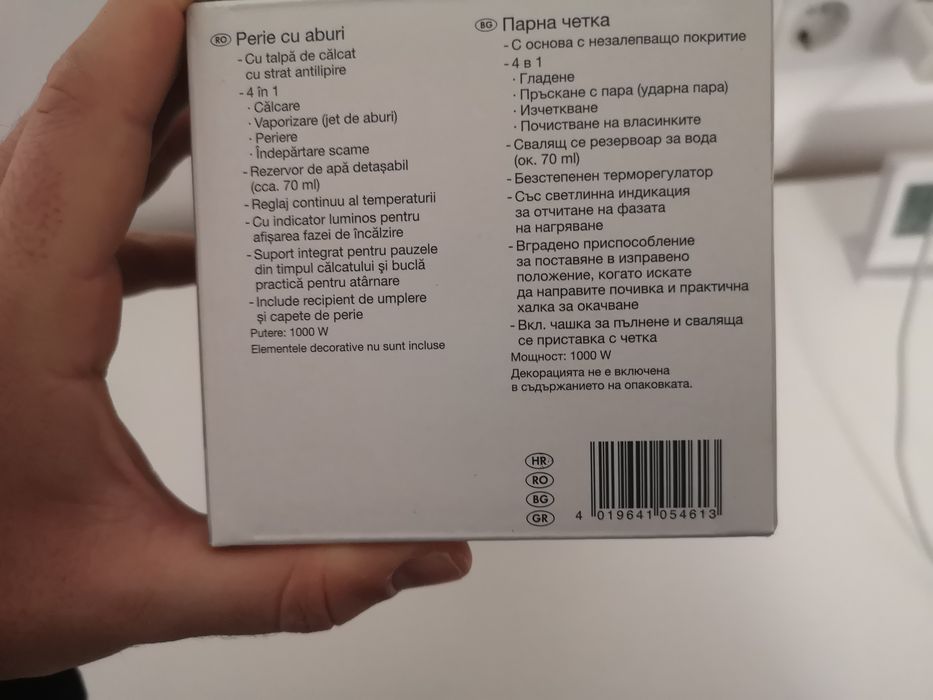 RO Perie cu aburi
- Cu talpă de călcat
cu strat antilipire
- 4 în 1
· Călcare
· Vaporizare (jet de aburi)
· Periere
· Îndepărtare scame
- Rezervor de apă detaşabil
(cca. 70 ml)
- Reglaj continuu al temperaturii
- Cu indicator luminos pentru
afişarea fazei de încălzire
- Suport integrat pentru pauzele
din timpul călcatului şi buclă
practică pentru atârnare
- Include recipient de umplere
şi capete de perie
Putere: 1000 W
Elementele decorative nu sunt incluse
BG Парна четка
- С основа с незалепващо покритие
- 4 в 1
· Гладене
· Пръскане с пара (ударна пара)
· Изчеткване
· Почистване на власинките
- Свалящ се резервоар за вода
(ок. 70 ml)
- Безстепенен терморегулатор
- Със светлинна индикация
за отчитане на фазата
на нагряване
- Вградено приспособление
за поставяне в изправено
положение, когато искате
да направите почивка и практична
халка за окачване
- Вкл. чашка за пълнене и сваляща
се приставка с четка
Мощност: 1000 W
Декорацията не е включена
в съдържанието на опаковката.
HR
RO
BG
GR
4 019641 054613